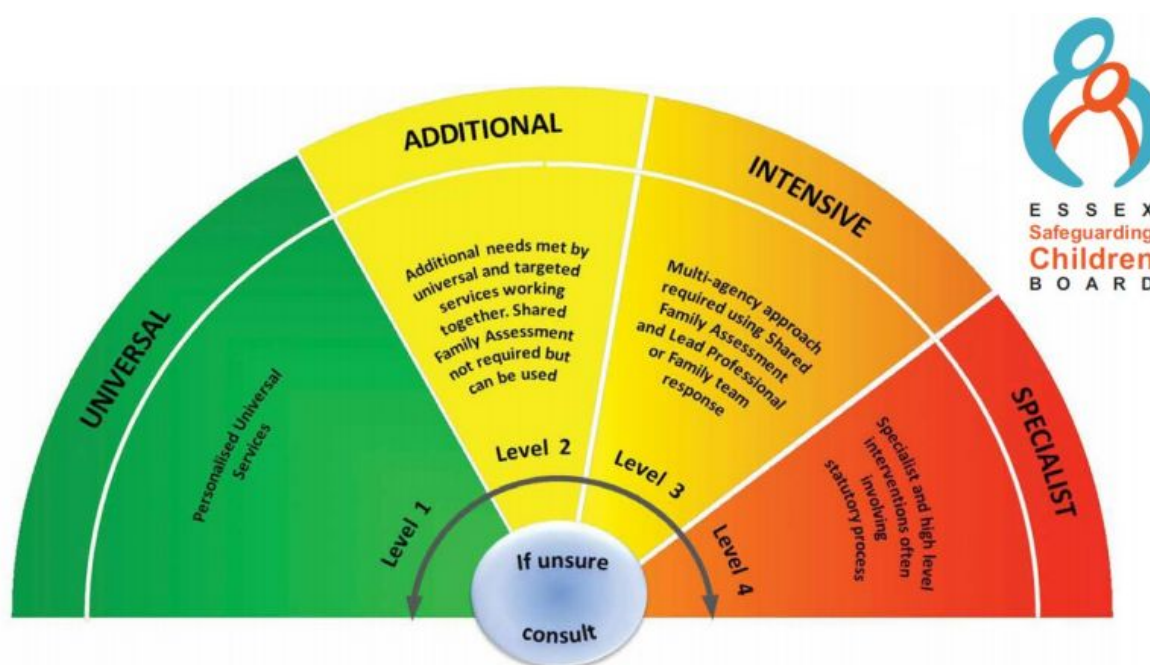 UNIVERSAL
Personalised Universal
Services
Level 1
ADDITIONAL
Additional needs met by
universal and targeted
services working
together. Shared
Family Assessment
not required but
can be used
Level 2
INTENSIVE
Multi-agency approach
required using Shared
Family Assessment
and Lead Professional
or Family team
response
Level 3
SPECIALIST
Specialist and high level
interventions often
involving
statutory process
Level 4
If unsure
consult
ESSEX
Safeguarding
Children
BOARD